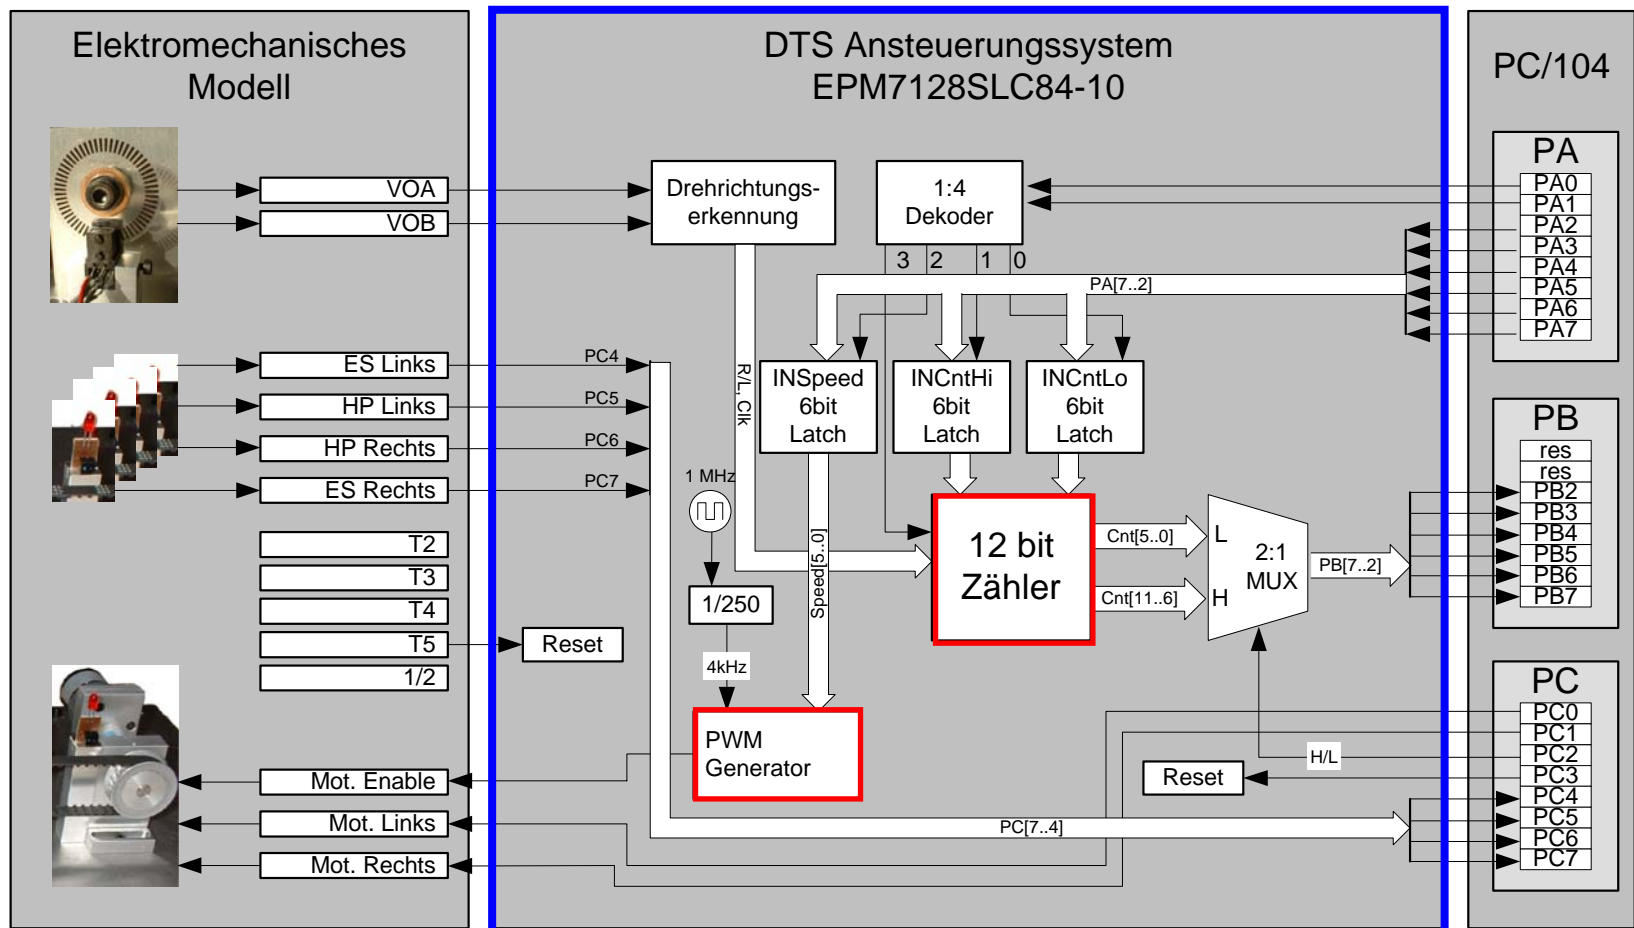 Elektromechanisches
Modell
VOA
VOB
ES Links
HP Links
HP Rechts
ES Rechts
T2
T3
T4
T5
1/2
Mot. Enable
Mot. Links
Mot. Rechts
DTS Ansteuerungssystem
EPM7128SLC84-10
Drehrichtungs-
erkennung
1:4
Dekoder
3 2 1 0
PA[7..2]
R/L, Clk
PC4
PC5
PC6
PC7
INSpeed
6bit
Latch
INCntHi
6bit
Latch
INCntLo
6bit
Latch
1 MHz
1/250
4kHz
Speed[5..0]
12 bit
Zähler
Cnt[5..0]
Cnt[11..6]
L
H
2:1
MUX
PB[7..2]
Reset
PWM
Generator
H/L
Reset
PC[7..4]
PC/104
PA
PA0
PA1
PA2
PA3
PA4
PA5
PA6
PA7
PB
res
res
PB2
PB3
PB4
PB5
PB6
PB7
PC
PC0
PC1
PC2
PC3
PC4
PC5
PC6
PC7